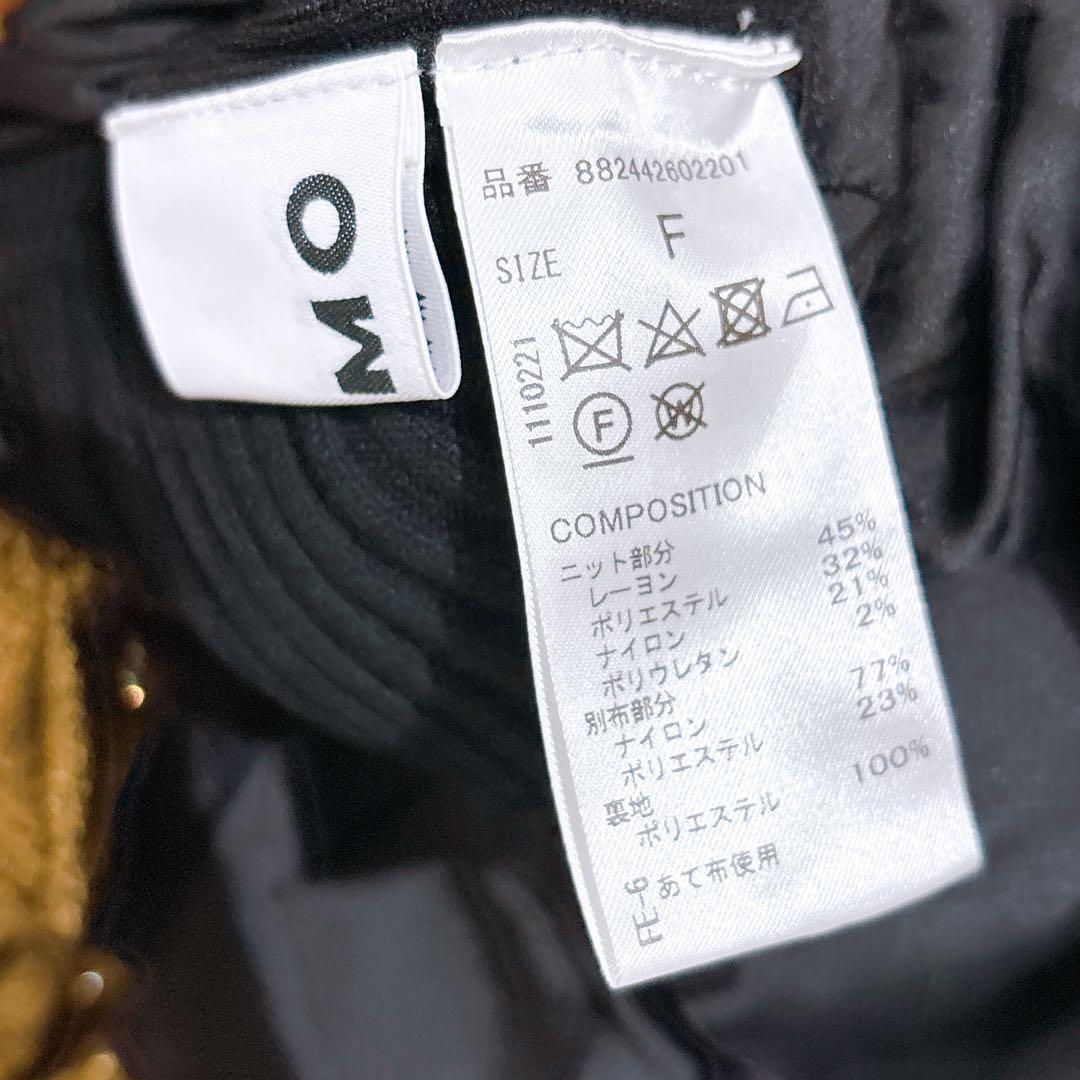 MO
品番 882442602201
SIZE F
1110221
F
W
COMPOSITION
ニット部分
レーヨン 45%
ポリエステル 32%
ナイロン 21%
ポリウレタン 2%
別布部分
ナイロン 77%
ポリエステル 23%
裏地
ポリエステル 100%
あて布使用